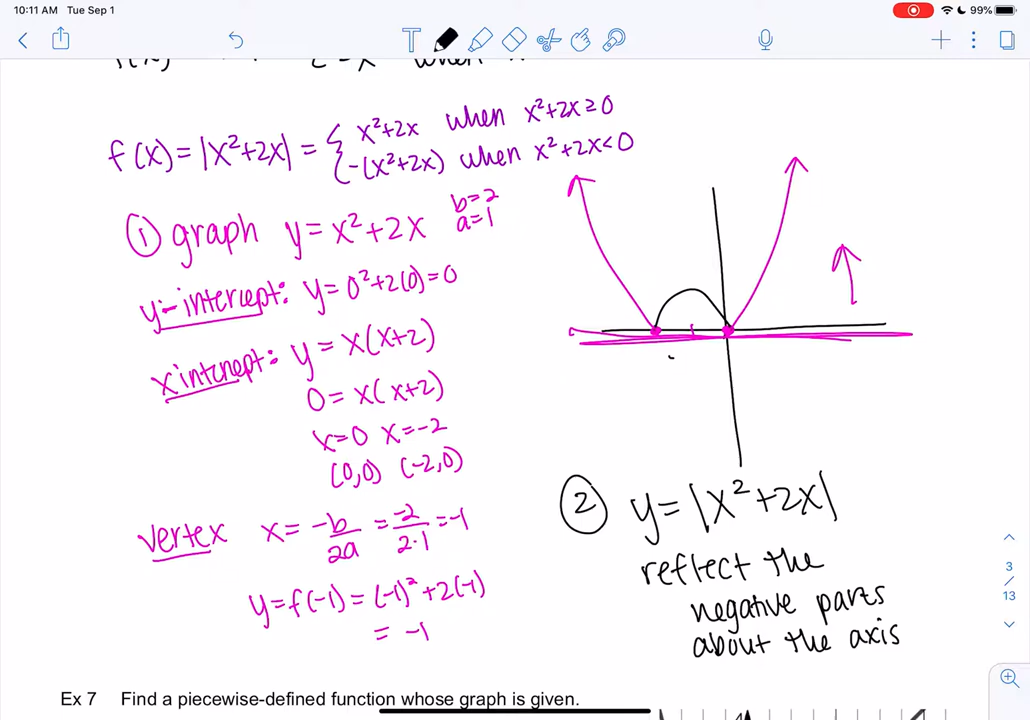 10:11 AM Tue Sep 1
99%
f(x) = |x²+2x| = { x²+2x when x²+2x≥0
-(x²+2x) when x²+2x<0
① graph y = x²+2x
b=2
a=1
y-intercept: y = 0²+2(0) = 0
x intercept: y = x(x+2)
0 = x(x+2)
x=0 x=-2
(0,0) (-2,0)
vertex x = -b/2a = -2/2·1 = -1
y=f(-1) = (-1)² + 2(-1)
= -1
② y = |x²+2x|
reflect the
negative parts
about the axis
3
/
13
Ex 7 Find a piecewise-defined function whose graph is given.